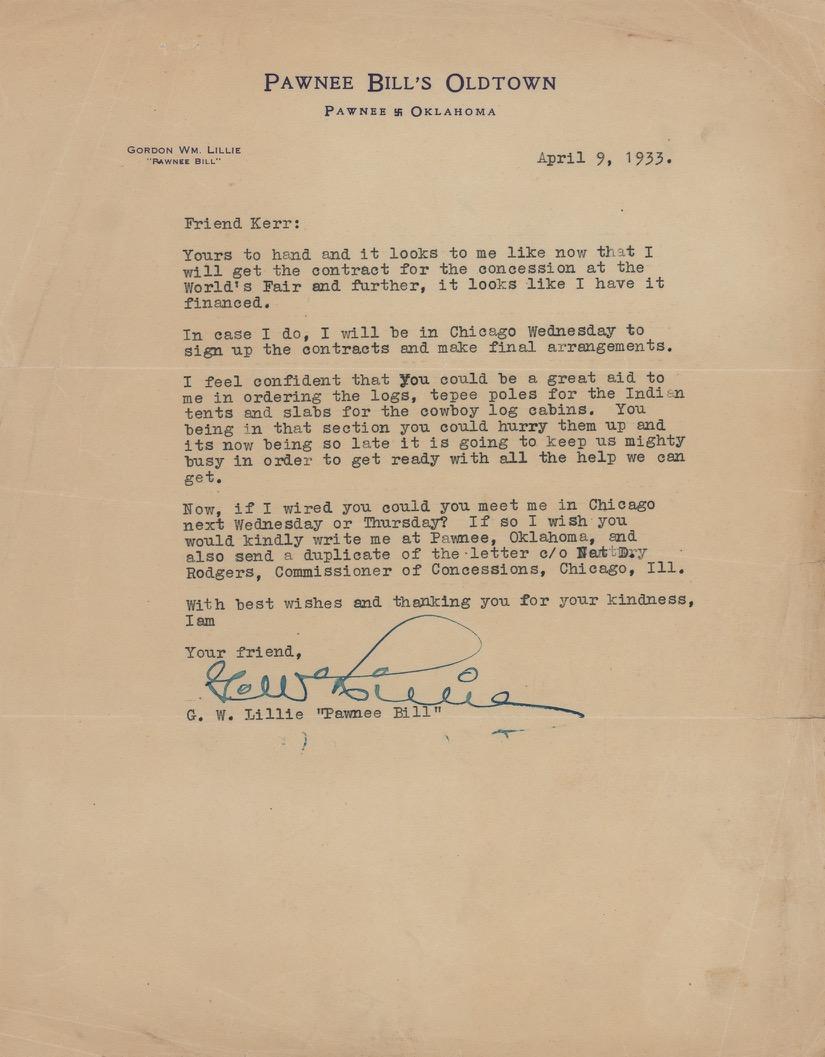 PAWNEE BILL'S OLDTOWN
PAWNEE 卐 OKLAHOMA
GORDON WM. LILLIE
"PAWNEE BILL"
April 9, 1933.
Friend Kerr:
Yours to hand and it looks to me like now that I
will get the contract for the concession at the
World's Fair and further, it looks like I have it
financed.
In case I do, I will be in Chicago Wednesday to
sign up the contracts and make final arrangements.
I feel confident that you could be a great aid to
me in ordering the logs, tepee poles for the Indian
tents and slabs for the cowboy log cabins. You
being in that section you could hurry them up and
its now being so late it is going to keep us mighty
busy in order to get ready with all the help we can
get.
Now, if I wired you could you meet me in Chicago
next Wednesday or Thursday? If so I wish you
would kindly write me at Pawnee, Oklahoma, and
also send a duplicate of the letter c/o
Rodgers, Commissioner of Concessions, Chicago, Ill.
With best wishes and thanking you for your kindness,
I am
Your friend,
G. W. Lillie "Pawnee Bill"